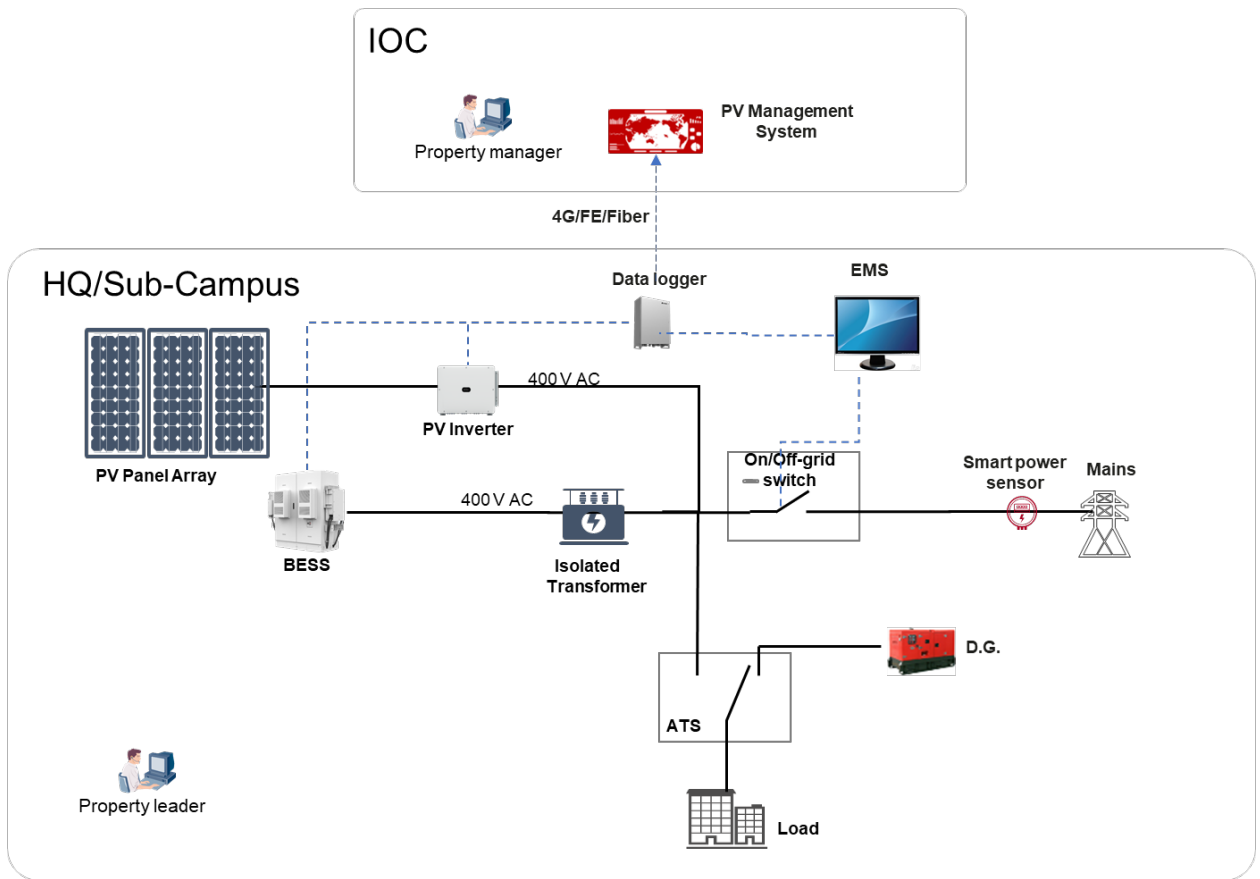 IOC
PV Management
System
Property manager
4G/FE/Fiber
HQ/Sub-Campus
Data logger
EMS
400 V AC
PV Inverter
PV Panel Array
On/Off-grid
switch
Smart power
sensor
Mains
400 V AC
BESS
Isolated
Transformer
D.G.
ATS
Property leader
Load